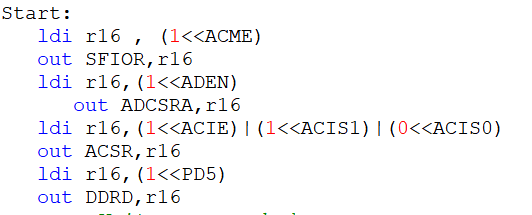 Start:
ldi r16 , (1<<ACME)
out SFIOR,r16
ldi r16,(1<<ADEN)
out ADCSRA,r16
ldi r16,(1<<ACIE)|(1<<ACIS1)|(0<<ACIS0)
out ACSR,r16
ldi r16,(1<<PD5)
out DDRD,r16